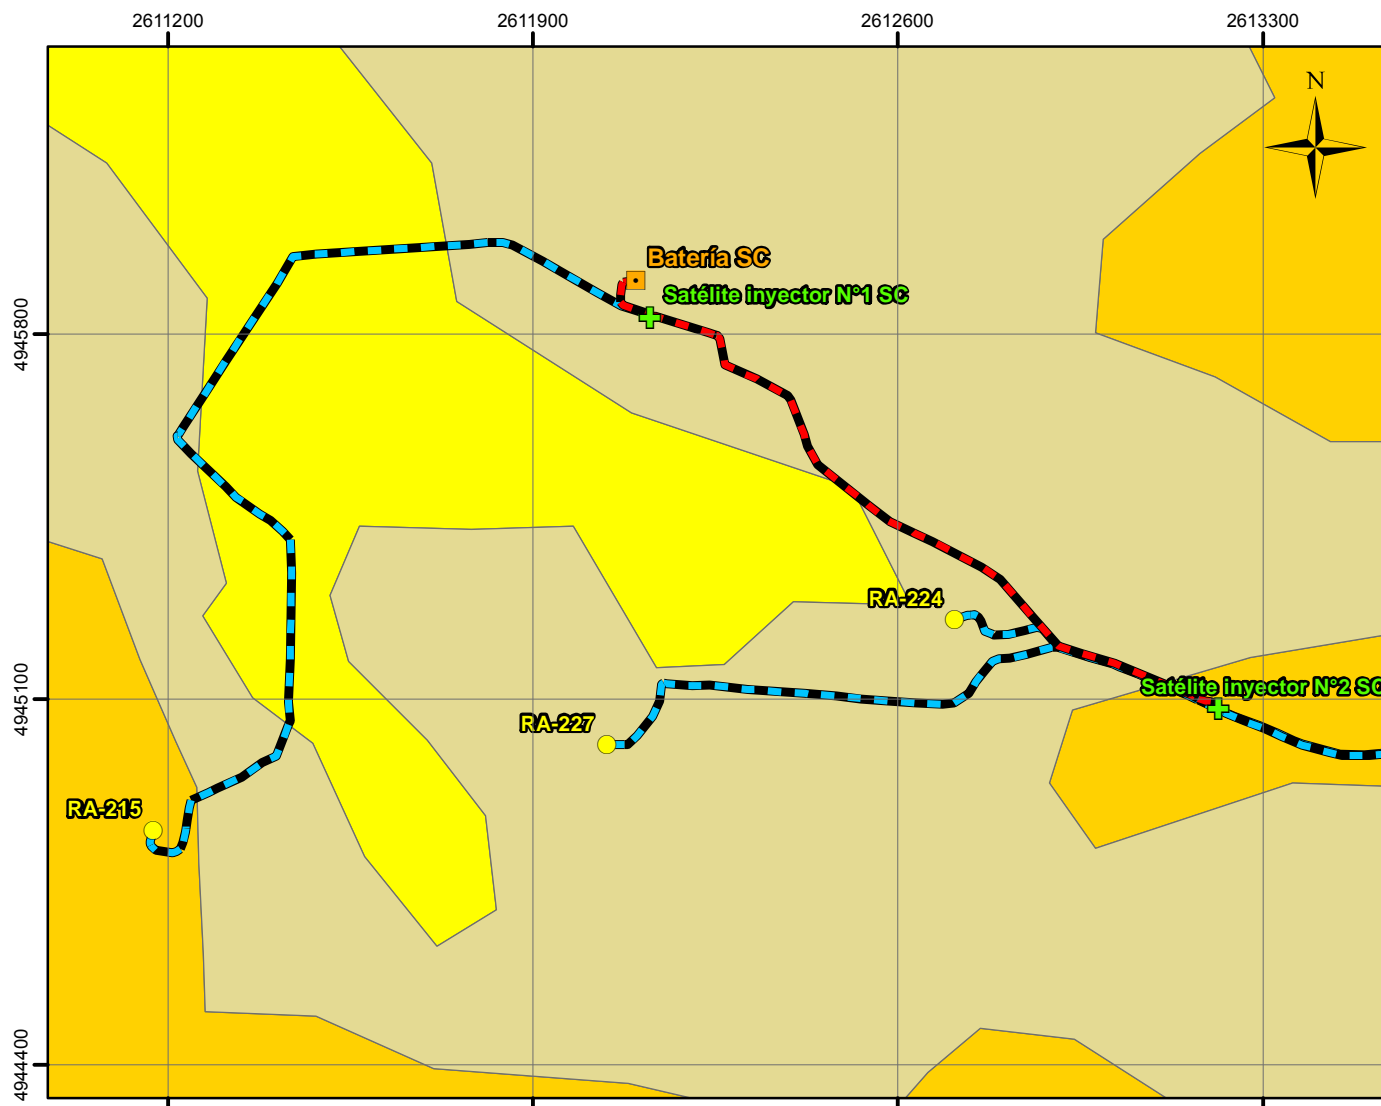 2611200
2611900
2612600
2613300
N
Batería SC
Satélite inyector N°1 SC
4945800
RA-224
Satélite inyector N°2 SC
4945100
RA-227
RA-215
4944400